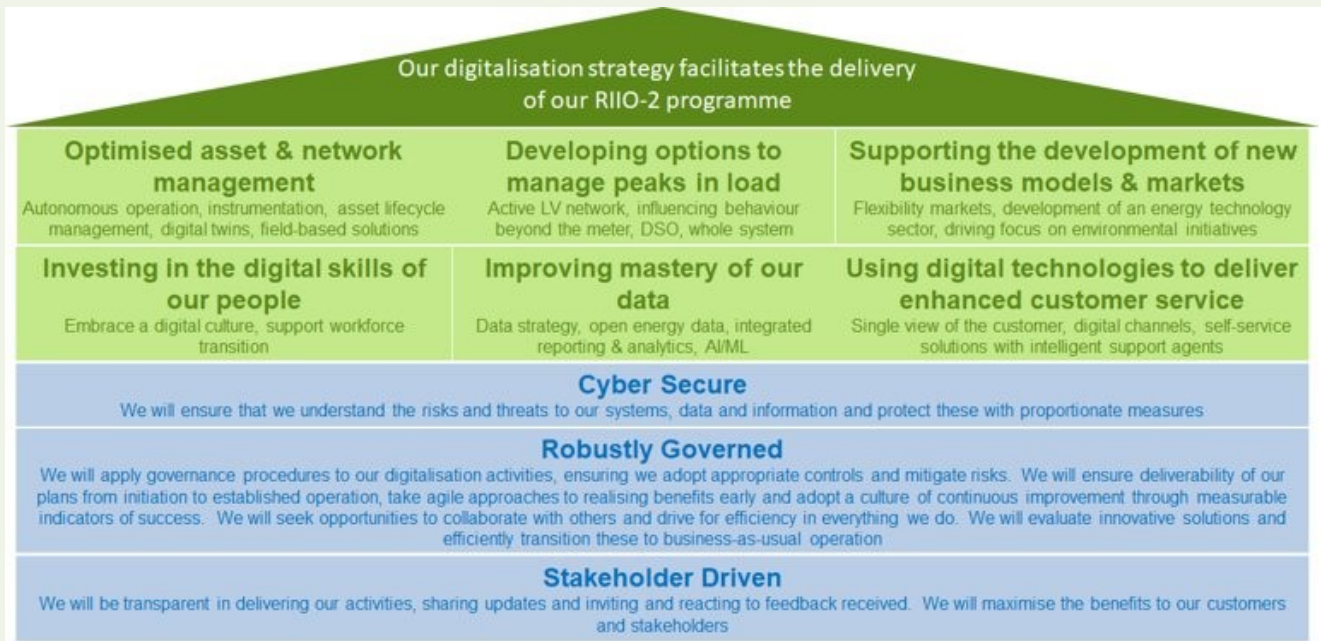 Our digitalisation strategy facilitates the delivery
of our RIIO-2 programme
Optimised asset & network
management
Autonomous operation, instrumentation, asset lifecycle
management, digital twins, field-based solutions
Developing options to
manage peaks in load
Active LV network, influencing behaviour
beyond the meter, DSO, whole system
Supporting the development of new
business models & markets
Flexibility markets, development of an energy technology
sector, driving focus on environmental initiatives
Investing in the digital skills of
our people
Embrace a digital culture, support workforce
transition
Improving mastery of our
data
Data strategy, open energy data, integrated
reporting & analytics, AI/ML
Using digital technologies to deliver
enhanced customer service
Single view of the customer, digital channels, self-service
solutions with intelligent support agents
Cyber Secure
We will ensure that we understand the risks and threats to our systems, data and information and protect these with proportionate measures
Robustly Governed
We will apply governance procedures to our digitalisation activities, ensuring we adopt appropriate controls and mitigate risks. We will ensure deliverability of our
plans from initiation to established operation, take agile approaches to realising benefits early and adopt a culture of continuous improvement through measurable
indicators of success. We will seek opportunities to collaborate with others and drive for efficiency in everything we do. We will evaluate innovative solutions and
efficiently transition these to business-as-usual operation
Stakeholder Driven
We will be transparent in delivering our activities, sharing updates and inviting and reacting to feedback received. We will maximise the benefits to our customers
and stakeholders